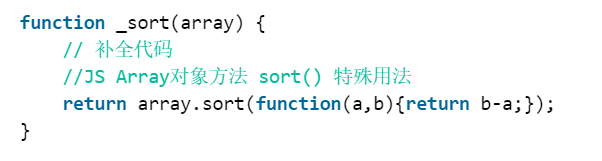 function _sort(array) {
    // 补全代码
    //JS Array对象方法 sort() 特殊用法
    return array.sort(function(a,b){return b-a;});
}